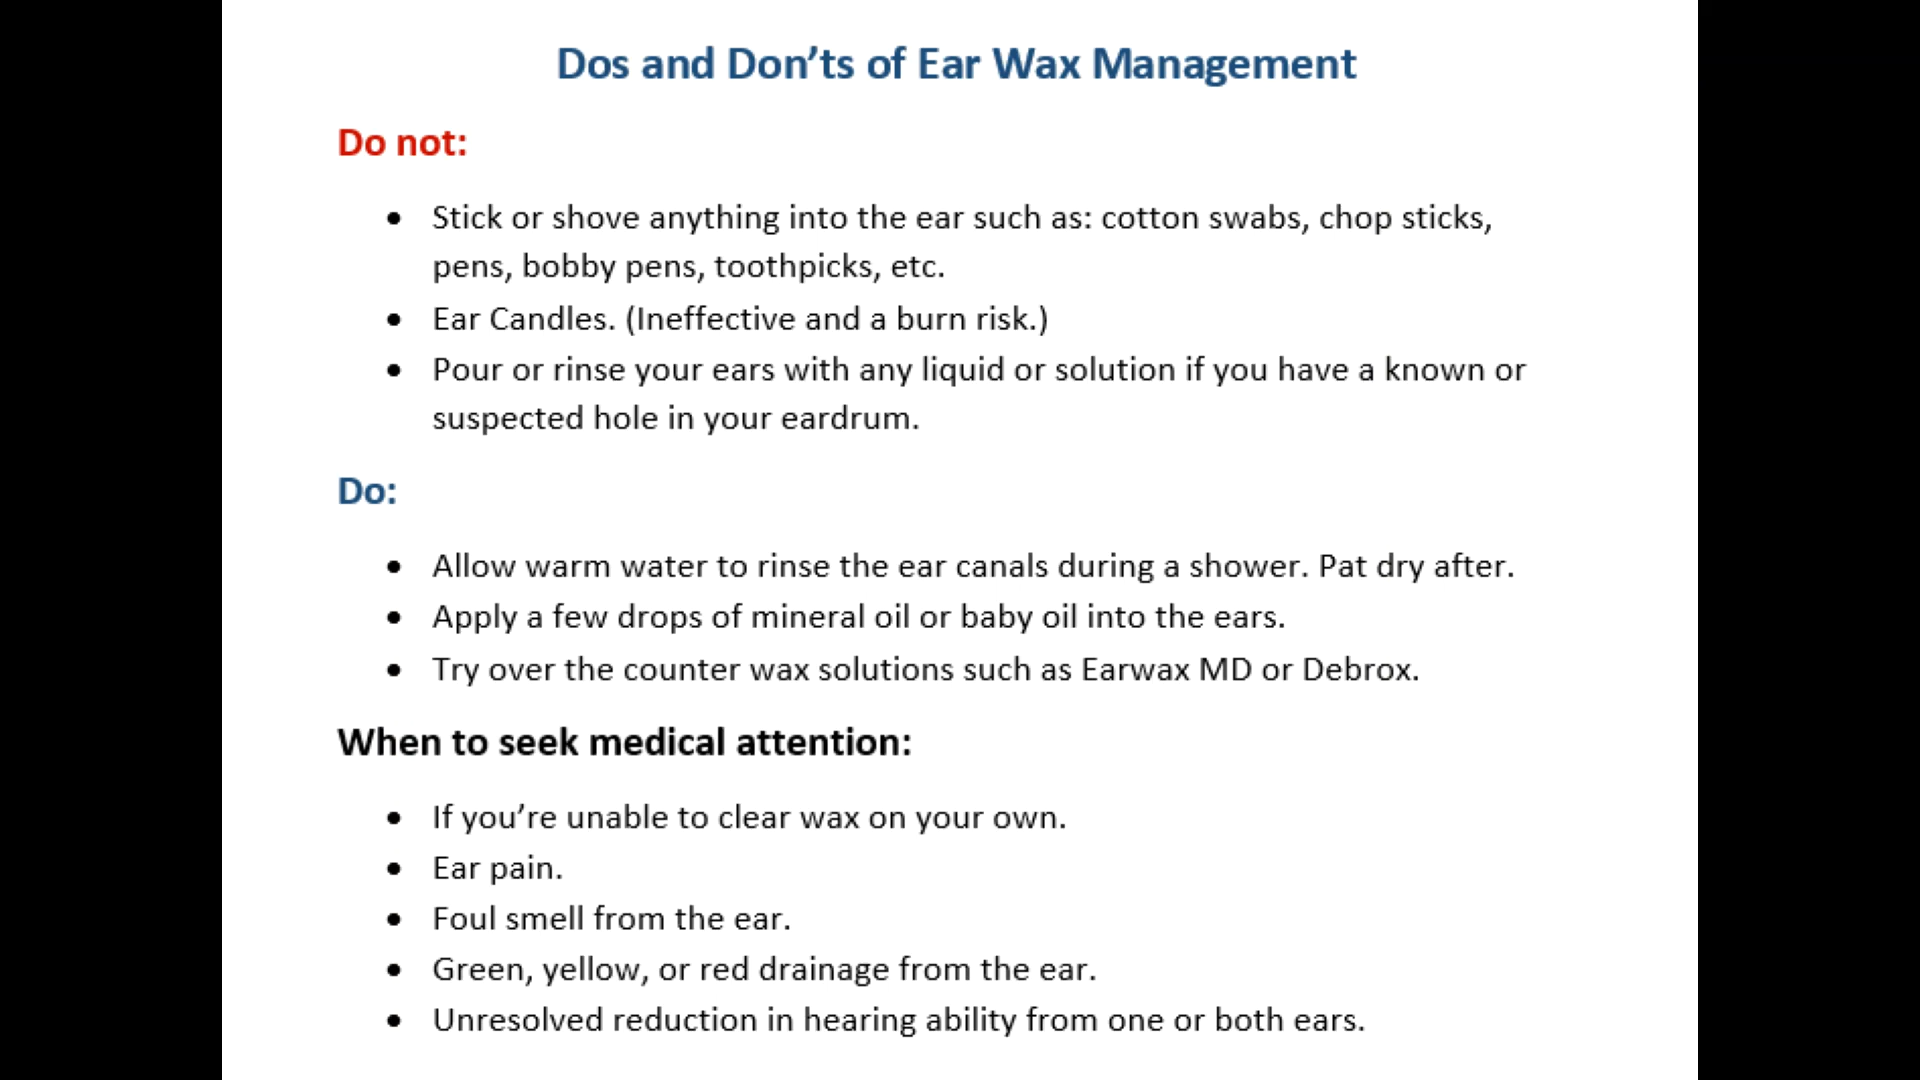 Dos and Don’ts of Ear Wax Management
Do not:
• Stick or shove anything into the ear such as: cotton swabs, chop sticks,
pens, bobby pens, toothpicks, etc.
• Ear Candles. (Ineffective and a burn risk.)
• Pour or rinse your ears with any liquid or solution if you have a known or
suspected hole in your eardrum.
Do:
• Allow warm water to rinse the ear canals during a shower. Pat dry after.
• Apply a few drops of mineral oil or baby oil into the ears.
• Try over the counter wax solutions such as Earwax MD or Debrox.
When to seek medical attention:
• If you’re unable to clear wax on your own.
• Ear pain.
• Foul smell from the ear.
• Green, yellow, or red drainage from the ear.
• Unresolved reduction in hearing ability from one or both ears.